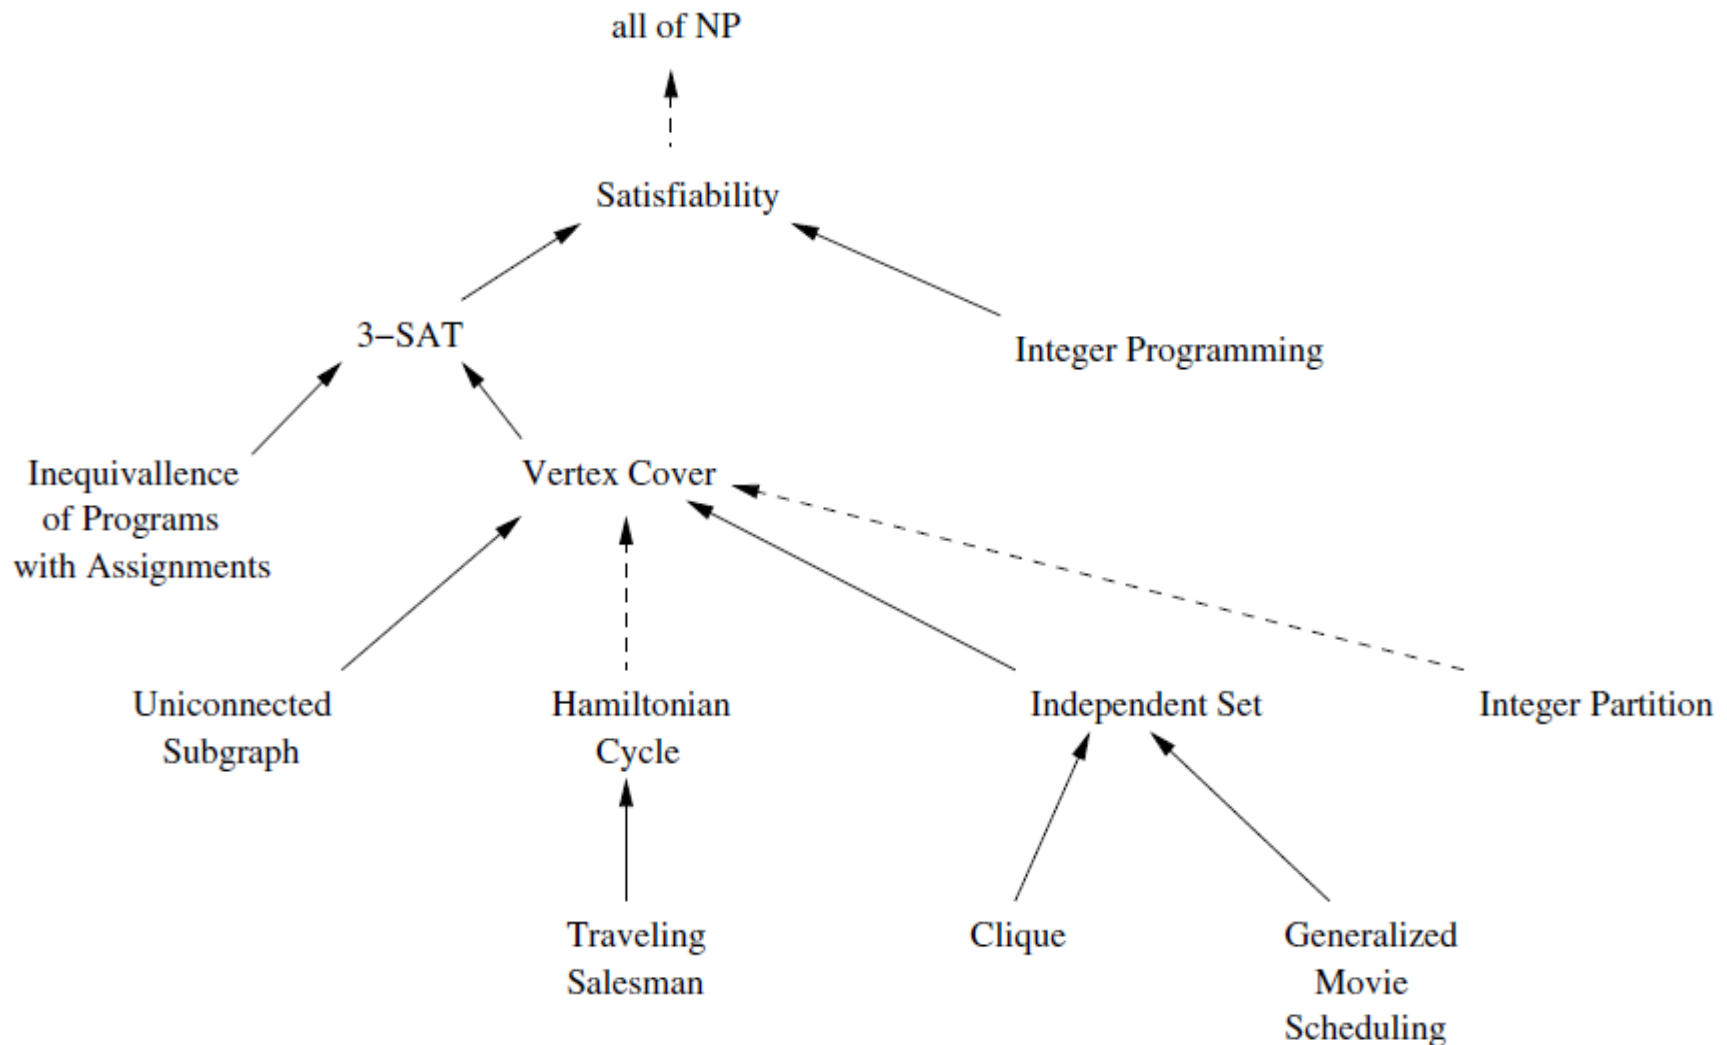 all of NP
Satisfiability
3–SAT
Integer Programming
Inequivallence
of Programs
with Assignments
Vertex Cover
Uniconnected
Subgraph
Hamiltonian
Cycle
Independent Set
Integer Partition
Traveling
Salesman
Clique
Generalized
Movie
Scheduling